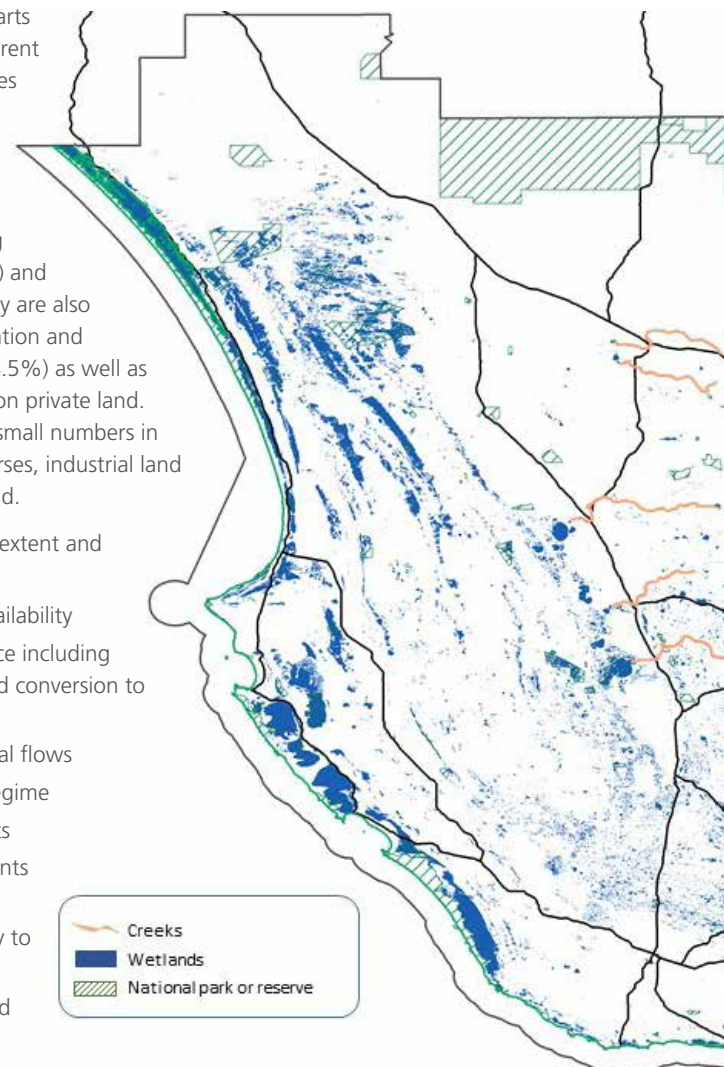 arts
rent
es
g
) and
y are also
ation and
.5%) as well as
on private land.
small numbers in
rses, industrial land
d.
extent and
ailability
ce including
d conversion to
al flows
egime
ts
nts
y to
d
Creeks
Wetlands
National park or reserve